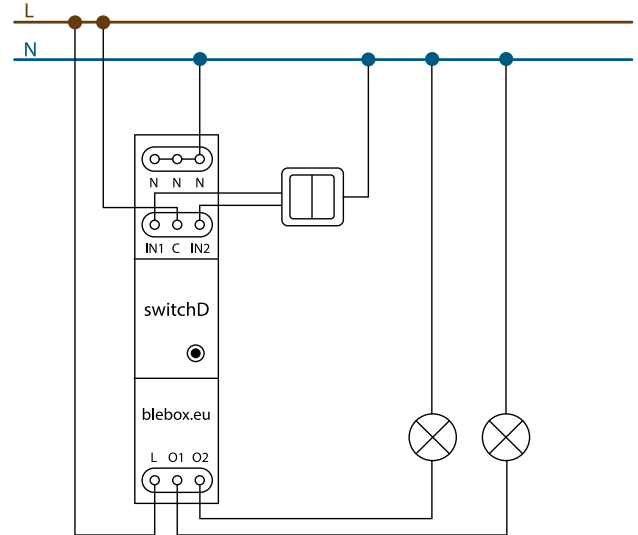 L
N
N N N
IN1 C IN2
switchD
blebox.eu
L O1 O2